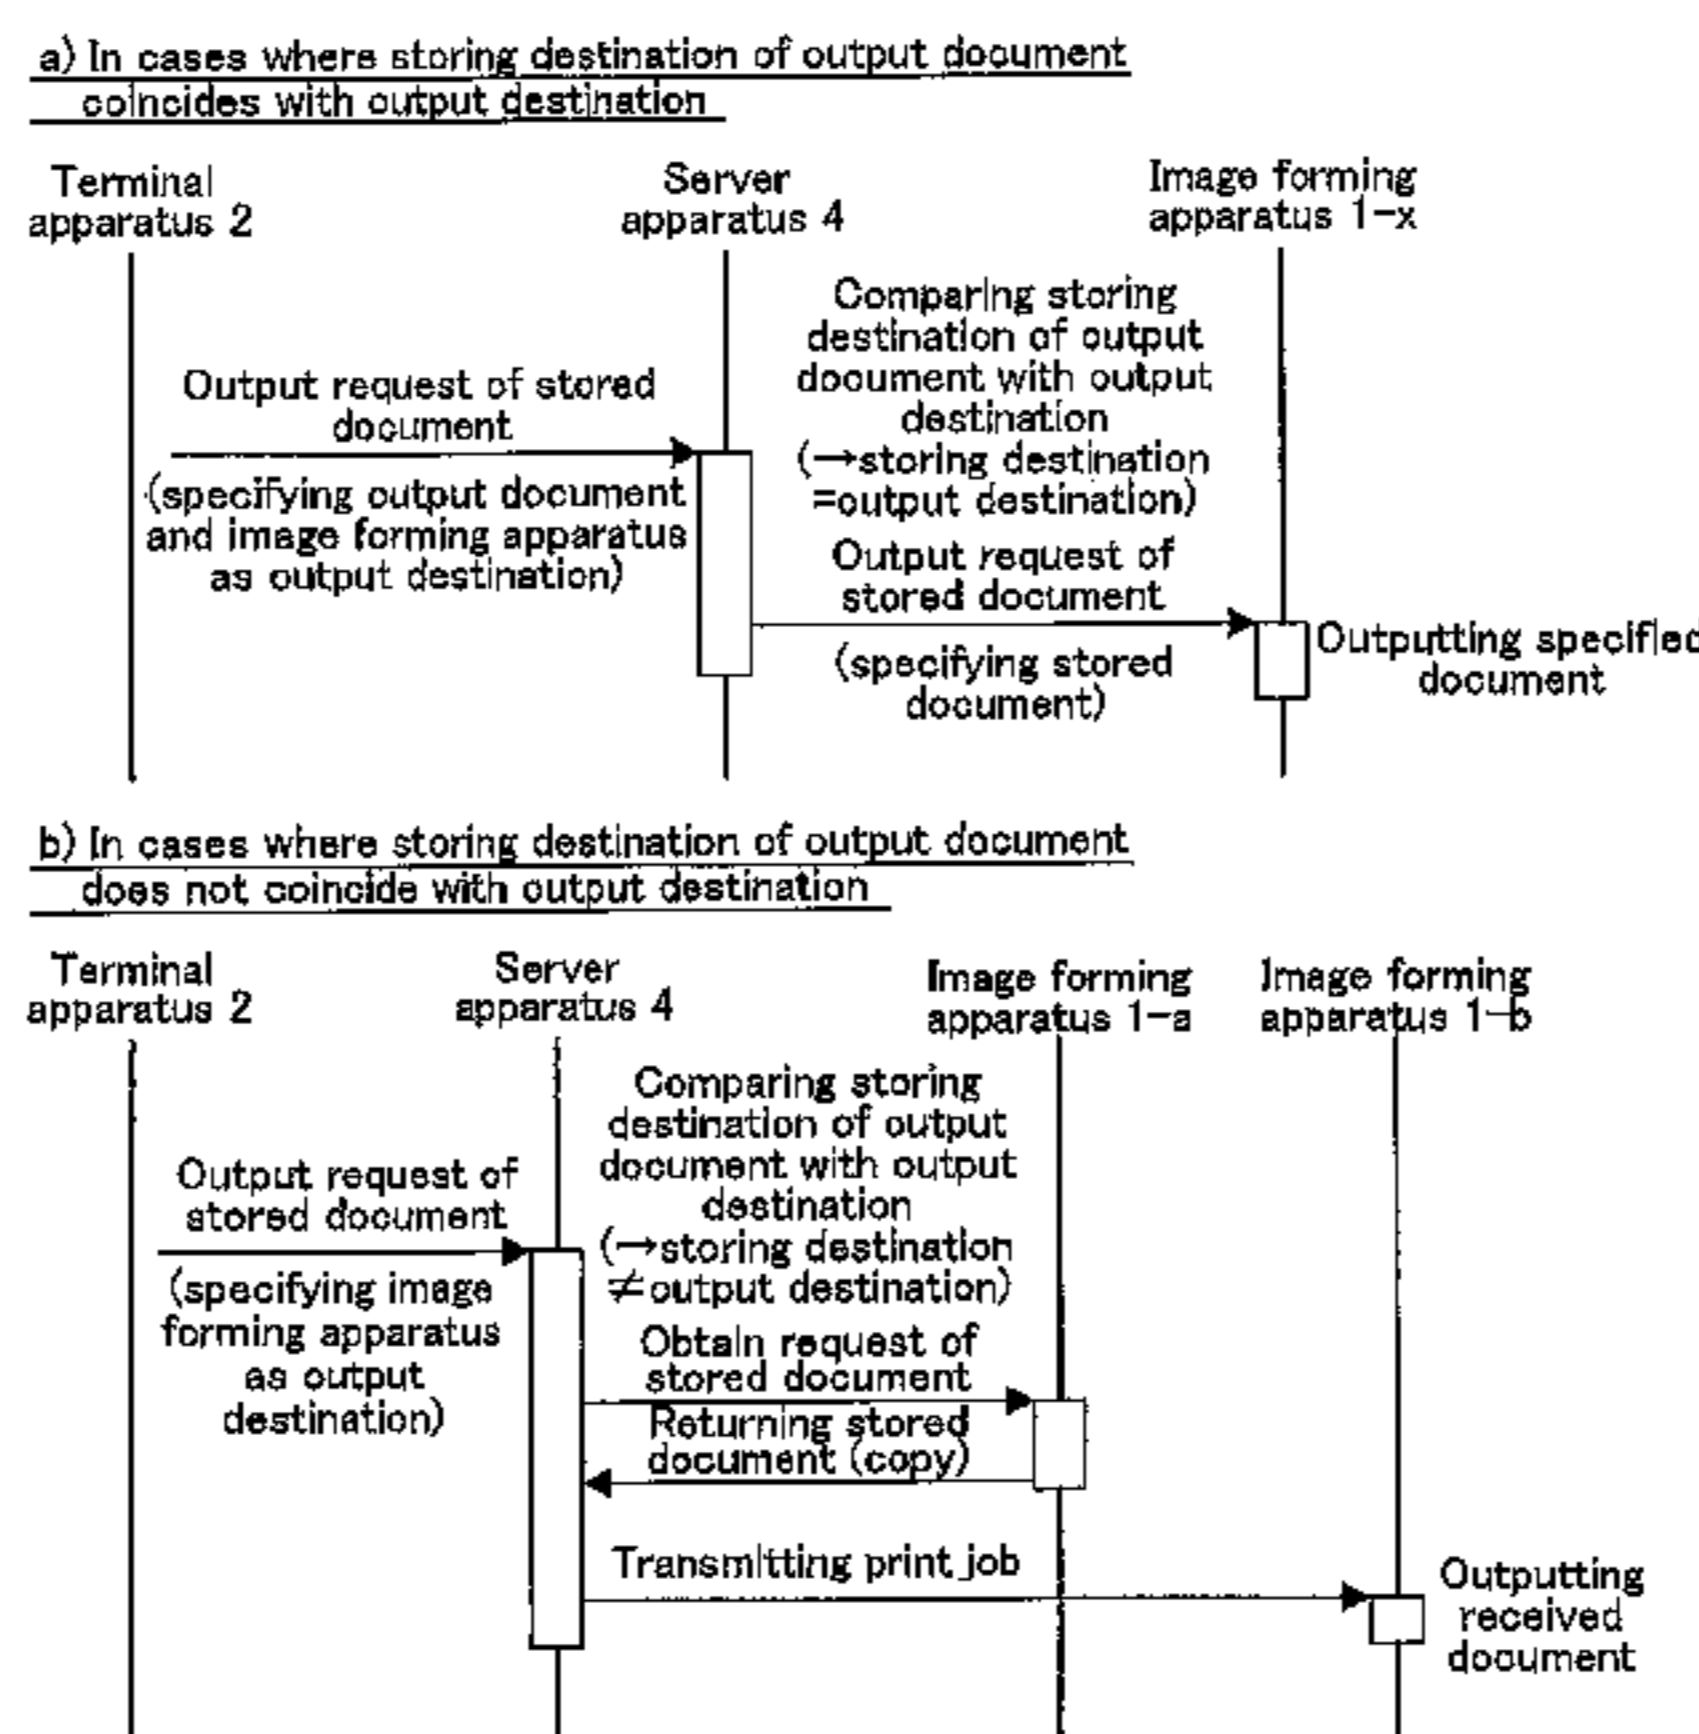 a) In cases where storing destination of output document
coincides with output destination
Terminal
apparatus 2
Server
apparatus 4
Image forming
apparatus 1-x
Comparing storing
destination of output
document with output
destination
(→storing destination
=output destination)
Output request of stored
document
(specifying output document
and image forming apparatus
as output destination)
Output request of
stored document
(specifying stored
document)
Outputting specified
document
b) In cases where storing destination of output document
does not coincide with output destination
Terminal
apparatus 2
Server
apparatus 4
Image forming
apparatus 1-a
Image forming
apparatus 1-b
Comparing storing
destination of output
document with output
destination
(→storing destination
≠output destination)
Output request of
stored document
(specifying image
forming apparatus
as output
destination)
Obtain request of
stored document
Returning stored
document (copy)
Transmitting print job
Outputting
received
document